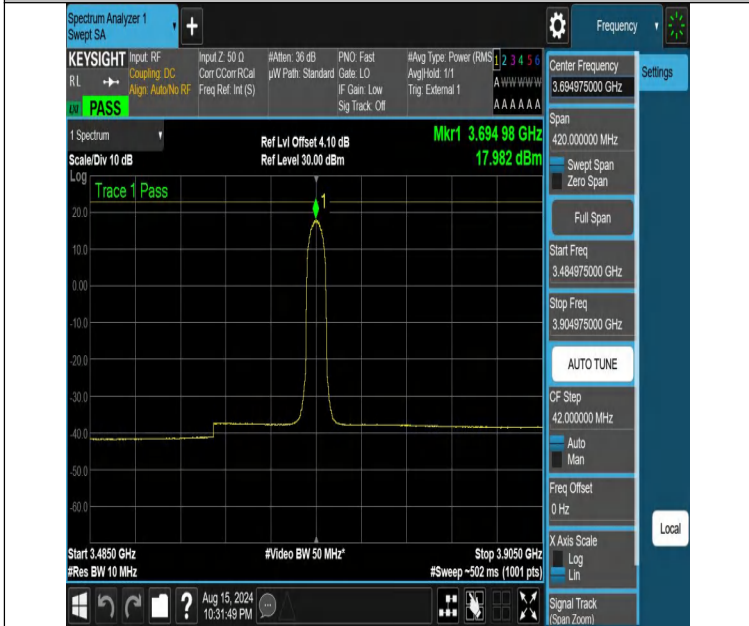 Spectrum Analyzer 1
Swept SA
+
Frequency
KEYSIGHT
RL
LXI
PASS
Input: RF
Coupling: DC
Align: Auto/No RF
Input Z: 50 Ω
Corr CCorr RCal
Freq Ref: Int (S)
#Atten: 36 dB
µW Path: Standard
PNO: Fast
Gate: LO
IF Gain: Low
Sig Track: Off
#Avg Type: Power (RMS
Avg|Hold: 1/1
Trig: External 1
1 2 3 4 5 6
A W W W W W
A A A A A A
1 Spectrum
Scale/Div 10 dB
Log
Ref Lvl Offset 4.10 dB
Ref Level 30.00 dBm
Mkr1 3.694 98 GHz
17.982 dBm
Trace 1 Pass
1
20.0
10.0
0.00
-10.0
-20.0
-30.0
-40.0
-50.0
-60.0
Start 3.4850 GHz
#Res BW 10 MHz
#Video BW 50 MHz*
Stop 3.9050 GHz
#Sweep ~502 ms (1001 pts)
?
Aug 15, 2024
10:31:49 PM
Center Frequency
3.694975000 GHz
Settings
Span
420.000000 MHz
Swept Span
Zero Span
Full Span
Start Freq
3.484975000 GHz
Stop Freq
3.904975000 GHz
AUTO TUNE
CF Step
42.000000 MHz
Auto
Man
Freq Offset
0 Hz
Local
X Axis Scale
Log
Lin
Signal Track
(Span Zoom)